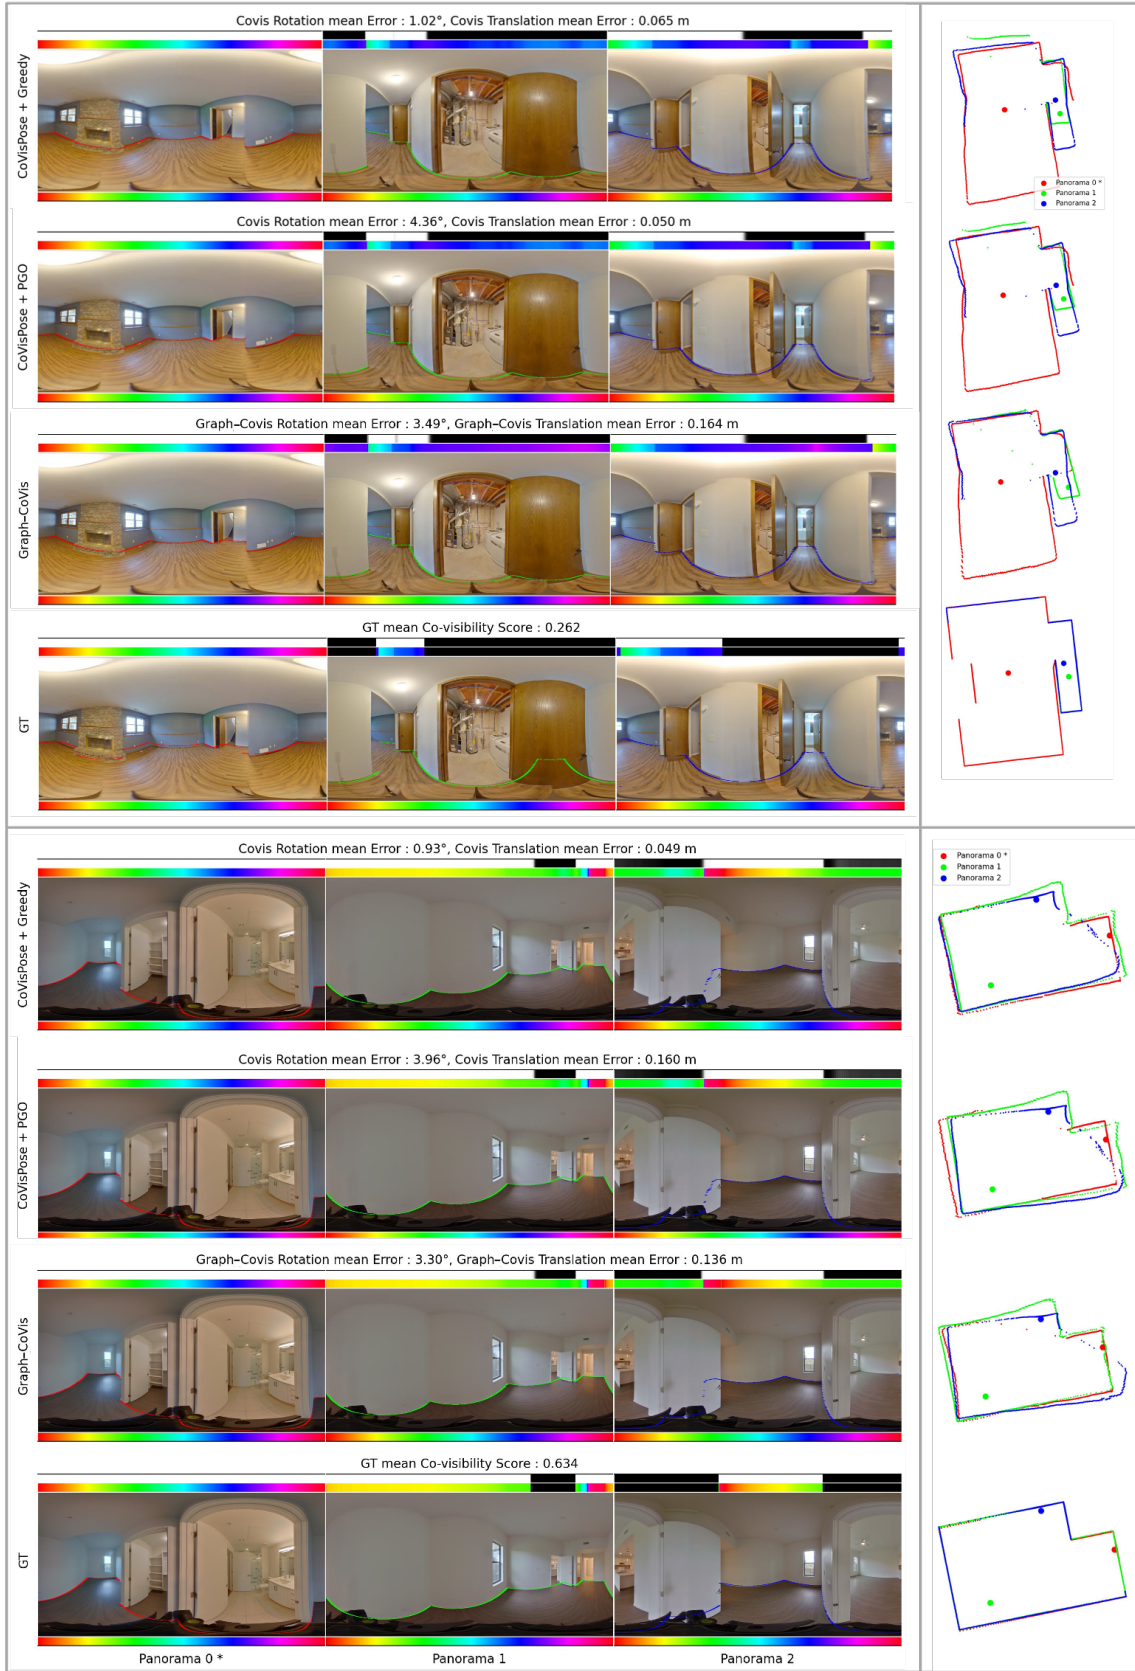 Covis Rotation mean Error : 1.02°, Covis Translation mean Error : 0.065 m
CoVisPose + Greedy
Panorama 0 *
Panorama 1
Panorama 2
Covis Rotation mean Error : 4.36°, Covis Translation mean Error : 0.050 m
CoVisPose + PGO
Graph–Covis Rotation mean Error : 3.49°, Graph–Covis Translation mean Error : 0.164 m
Graph–CoVis
GT mean Co-visibility Score : 0.262
GT
Covis Rotation mean Error : 0.93°, Covis Translation mean Error : 0.049 m
CoVisPose + Greedy
Panorama 0 *
Panorama 1
Panorama 2
Covis Rotation mean Error : 3.96°, Covis Translation mean Error : 0.160 m
CoVisPose + PGO
Graph–Covis Rotation mean Error : 3.30°, Graph–Covis Translation mean Error : 0.136 m
Graph–CoVis
GT mean Co-visibility Score : 0.634
GT
Panorama 0 *
Panorama 1
Panorama 2